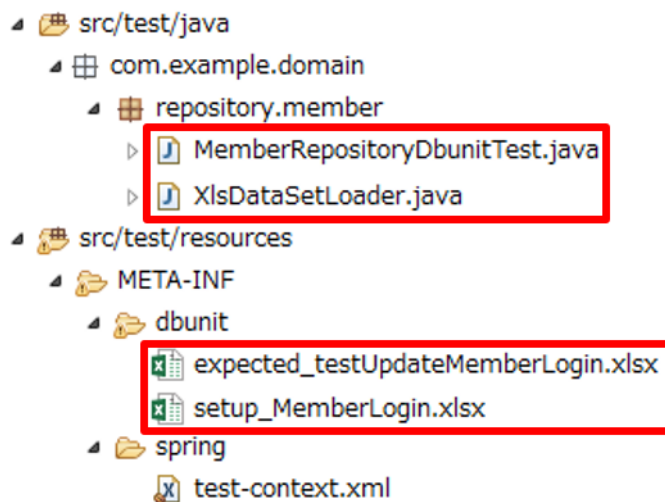 src/test/java
com.example.domain
repository.member
MemberRepositoryDbunitTest.java
XlsDataSetLoader.java
src/test/resources
META-INF
dbunit
expected_testUpdateMemberLogin.xlsx
setup_MemberLogin.xlsx
spring
test-context.xml